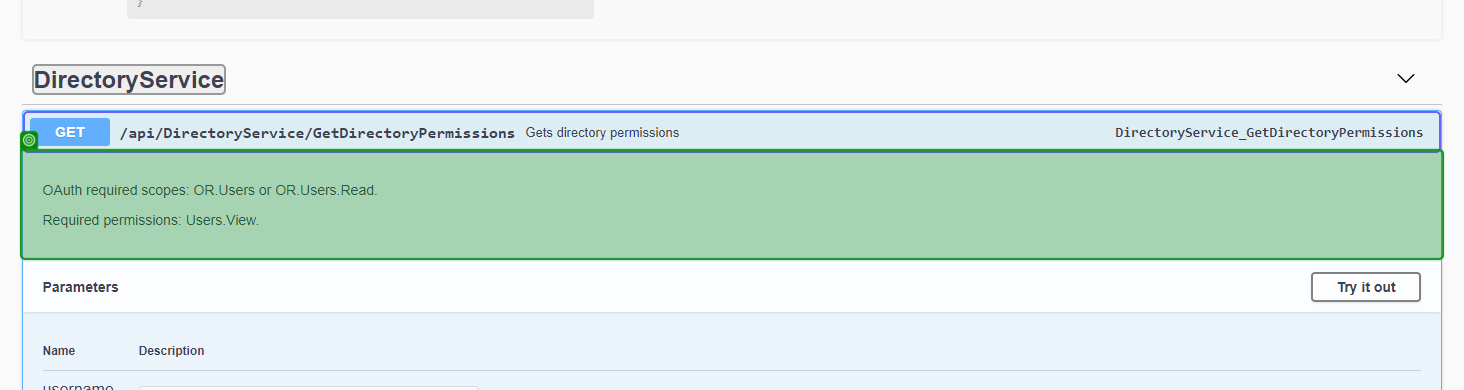 }
DirectoryService
GET /api/DirectoryService/GetDirectoryPermissions Gets directory permissions DirectoryService_GetDirectoryPermissions
OAuth required scopes: OR.Users or OR.Users.Read.
Required permissions: Users.View.
Parameters Try it out
Name Description
username